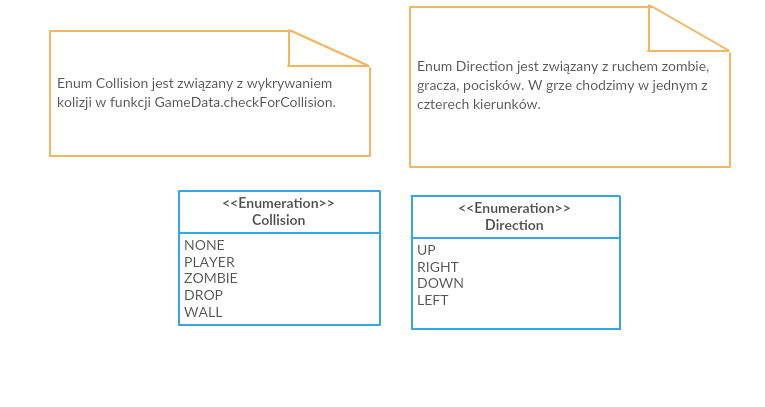 Enum Collision jest związany z wykrywaniem
kolizji w funkcji GameData.checkForCollision.
Enum Direction jest związany z ruchem zombie,
gracza, pocisków. W grze chodzimy w jednym z
czterech kierunków.
<<Enumeration>>
Collision
NONE
PLAYER
ZOMBIE
DROP
WALL
<<Enumeration>>
Direction
UP
RIGHT
DOWN
LEFT